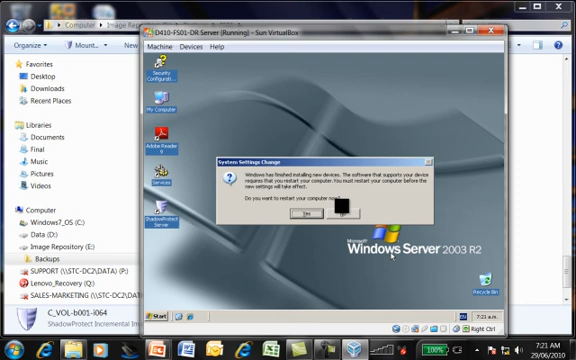 Computer ▸ Image Rep
D410-FS01-DR Server [Running] - Sun VirtualBox
Organize
Mount...
New
Machine Devices Help
Favorites
Desktop
Downloads
Recent Places
Libraries
Documents
Final
Music
Pictures
Videos
Computer
Windows7_OS (C:)
Data (D:)
Image Repository (E:)
Backups
SUPPORT (\\STC-DC2\DATA) (P:)
Lenovo_Recovery (Q:)
SALES-MARKETING (\\STC-DC2\DATA)
C_VOL-b001-i064
ShadowProtect Incremental Im
Security
Configurati...
My Computer
Adobe Reader
9
Services
ShadowProtect
Server
System Settings Change
Windows has finished installing new devices. The software that supports your device
requires that you restart your computer. You must restart your computer before the
new settings will take effect.
Do you want to restart your computer now?
Yes
Microsoft
Windows Server 2003 R2
Recycle Bin
Start
EN
7:21 a.m.
Right Ctrl
100%
7:21 AM
29/06/2010